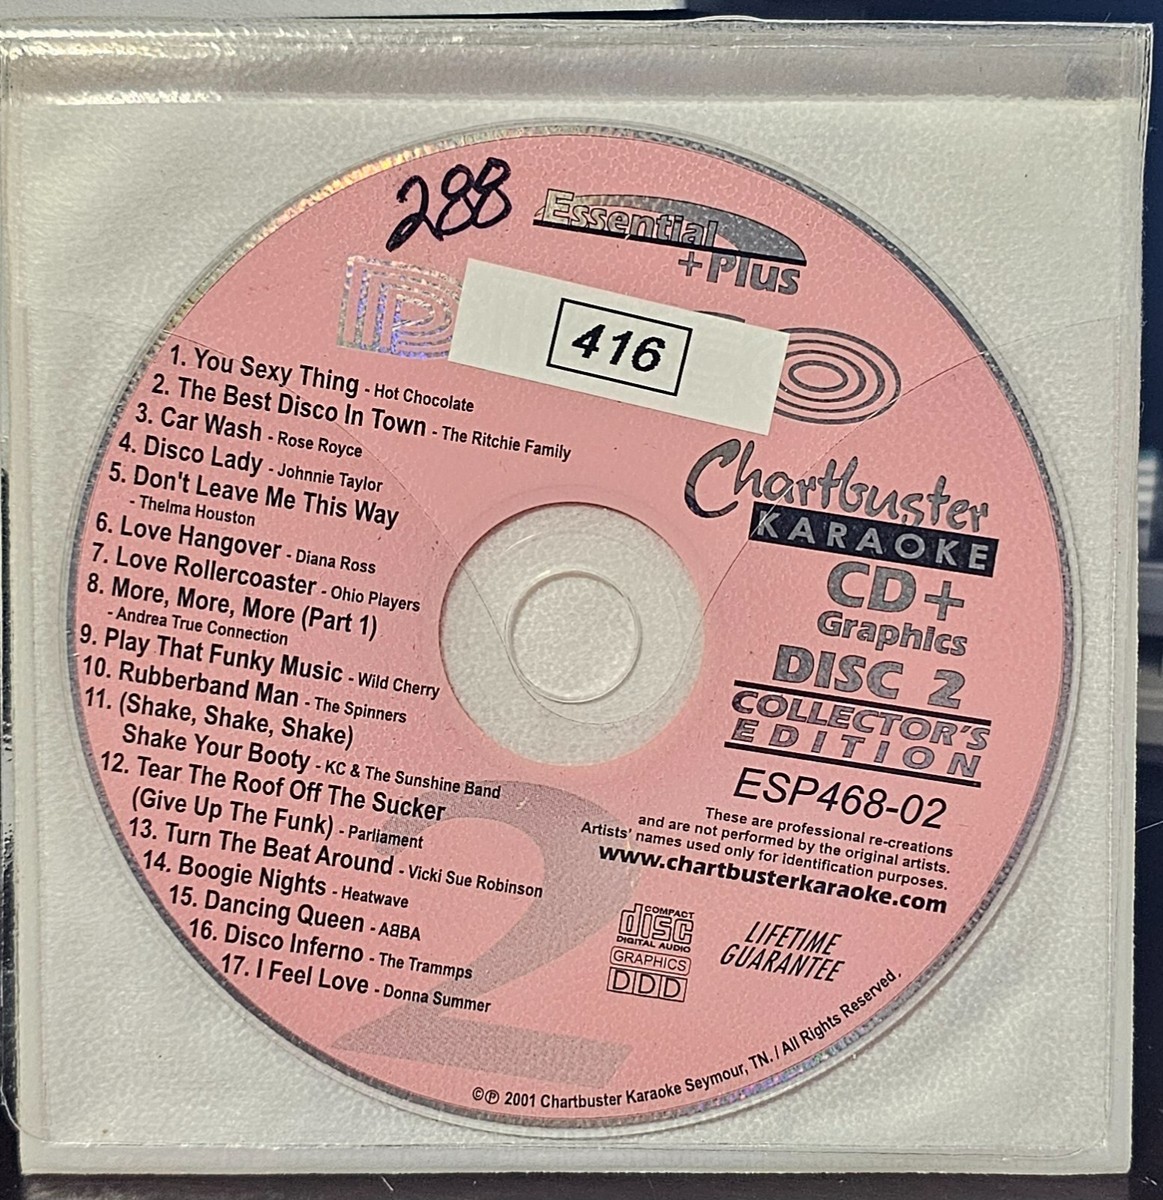 288
Essential
+Plus
416
1. You Sexy Thing - Hot Chocolate
2. The Best Disco In Town - The Ritchie Family
3. Car Wash - Rose Royce
4. Disco Lady - Johnnie Taylor
5. Don't Leave Me This Way
- Thelma Houston
6. Love Hangover - Diana Ross
7. Love Rollercoaster - Ohio Players
8. More, More, More (Part 1)
- Andrea True Connection
9. Play That Funky Music - Wild Cherry
10. Rubberband Man - The Spinners
11. (Shake, Shake, Shake)
Shake Your Booty - KC & The Sunshine Band
12. Tear The Roof Off The Sucker
(Give Up The Funk) - Parliament
13. Turn The Beat Around - Vicki Sue Robinson
14. Boogie Nights - Heatwave
15. Dancing Queen - ABBA
16. Disco Inferno - The Trammps
17. I Feel Love - Donna Summer
2
Chartbuster
KARAOKE
CD+
Graphics
DISC 2
COLLECTOR'S
EDITION
ESP468-02
These are professional re-creations
and are not performed by the original artists.
Artists' names used only for identification purposes.
www.chartbusterkaraoke.com
COMPACT
disc
DIGITAL AUDIO
GRAPHICS
DDD
LIFETIME
GUARANTEE
©℗ 2001 Chartbuster Karaoke Seymour, TN. / All Rights Reserved.